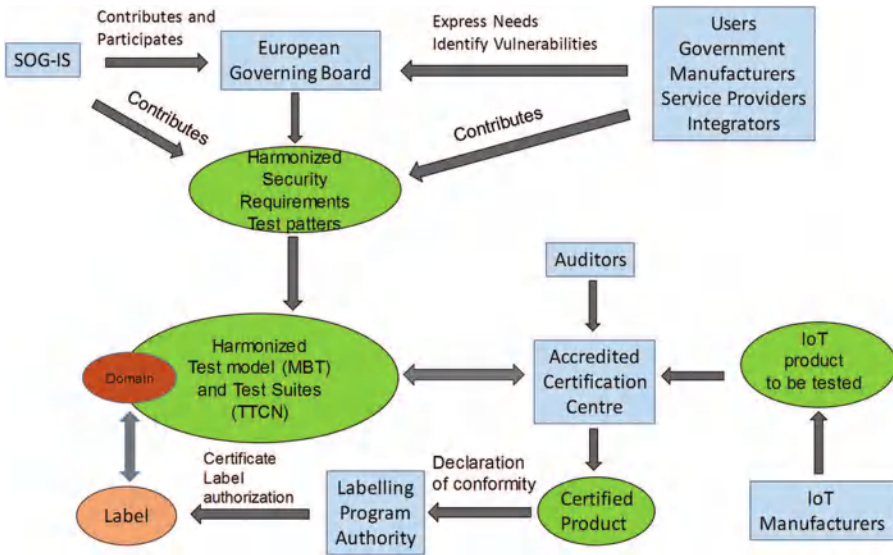 Contributes and
Participates
SOG-IS
European
Governing Board
Express Needs
Identify Vulnerabilities
Users
Government
Manufacturers
Service Providers
Integrators
Contributes
Contributes
Harmonized
Security
Requirements
Test patters
Auditors
Harmonized
Test model (MBT)
and Test Suites
(TTCN)
Domain
Accredited
Certification
Centre
IoT
product
to be tested
Certificate
Label
authorization
Declaration
of conformity
Label
Labelling
Program
Authority
Certified
Product
IoT
Manufacturers